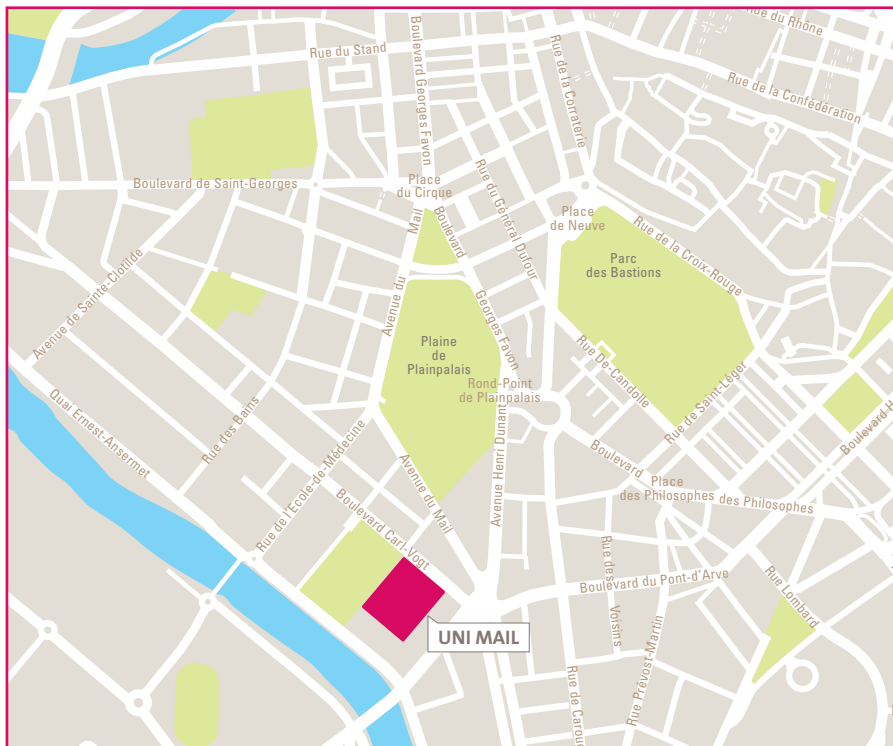 Rue du Rhône
Rue du Stand
Boulevard Georges Favon
Rue de la Corraterie
Rue de la Confédération
Boulevard de Saint-Georges
Place
du Cirque
Rue du Général Dufour
Place
de Neuve
Rue de la Croix-Rouge
Parc
des Bastions
Avenue du
Mail
Boulevard
Georges Favon
Avenue de Sainte-Clotilde
Plaine
de
Plainpalais
Rond-Point
de Plainpalais
Rue De-Candolle
Rue de Saint-Léger
Quai Ernest-Ansermet
Rue des Bains
Rue de l'Ecole-de-Médecine
Avenue du Mail
Avenue Henri Dunant
Boulevard
des Philosophes
Place
des Philosophes
Boulevard H
Boulevard Carl-Vogt
Rue des
Voisins
Boulevard du Pont-d'Arve
Rue Lombard
UNI MAIL
Rue de Caroug
Rue Prévost-Martin